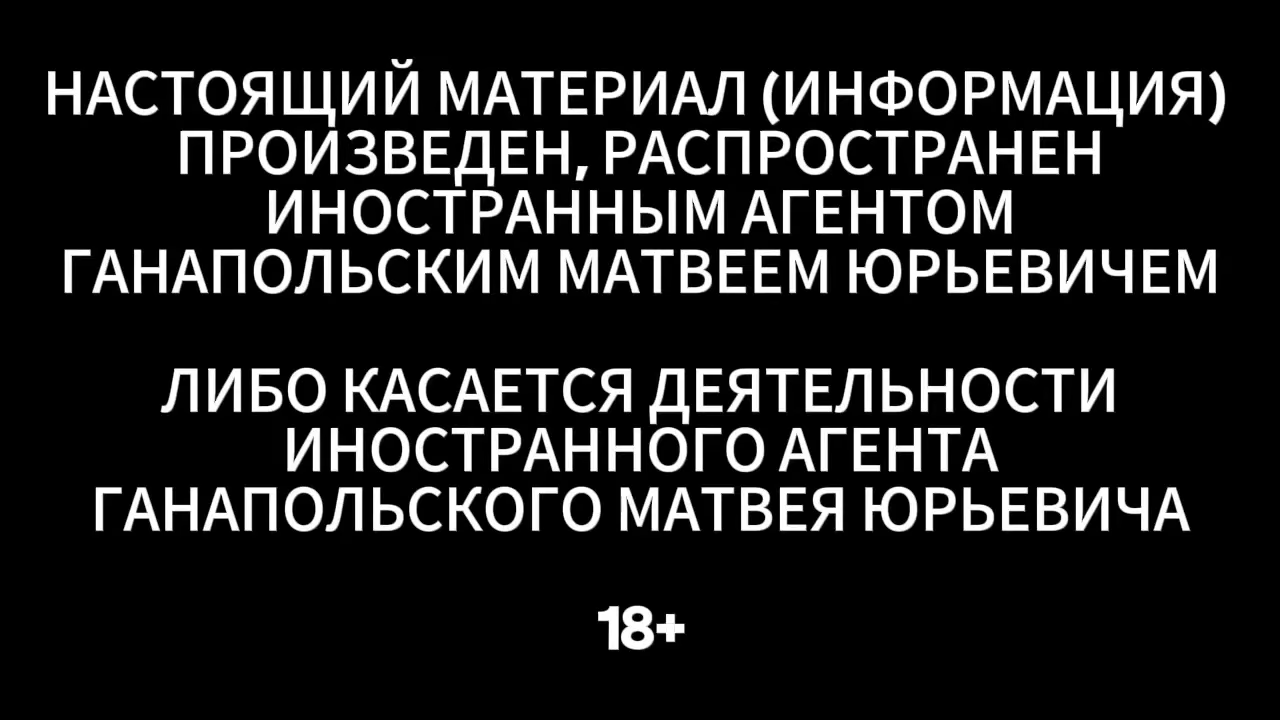 НАСТОЯЩИЙ МАТЕРИАЛ (ИНФОРМАЦИЯ)
ПРОИЗВЕДЕН, РАСПРОСТРАНЕН
ИНОСТРАННЫМ АГЕНТОМ
ГАНАПОЛЬСКИМ МАТВЕЕМ ЮРЬЕВИЧЕМ
ЛИБО КАСАЕТСЯ ДЕЯТЕЛЬНОСТИ
ИНОСТРАННОГО АГЕНТА
ГАНАПОЛЬСКОГО МАТВЕЯ ЮРЬЕВИЧА
18+